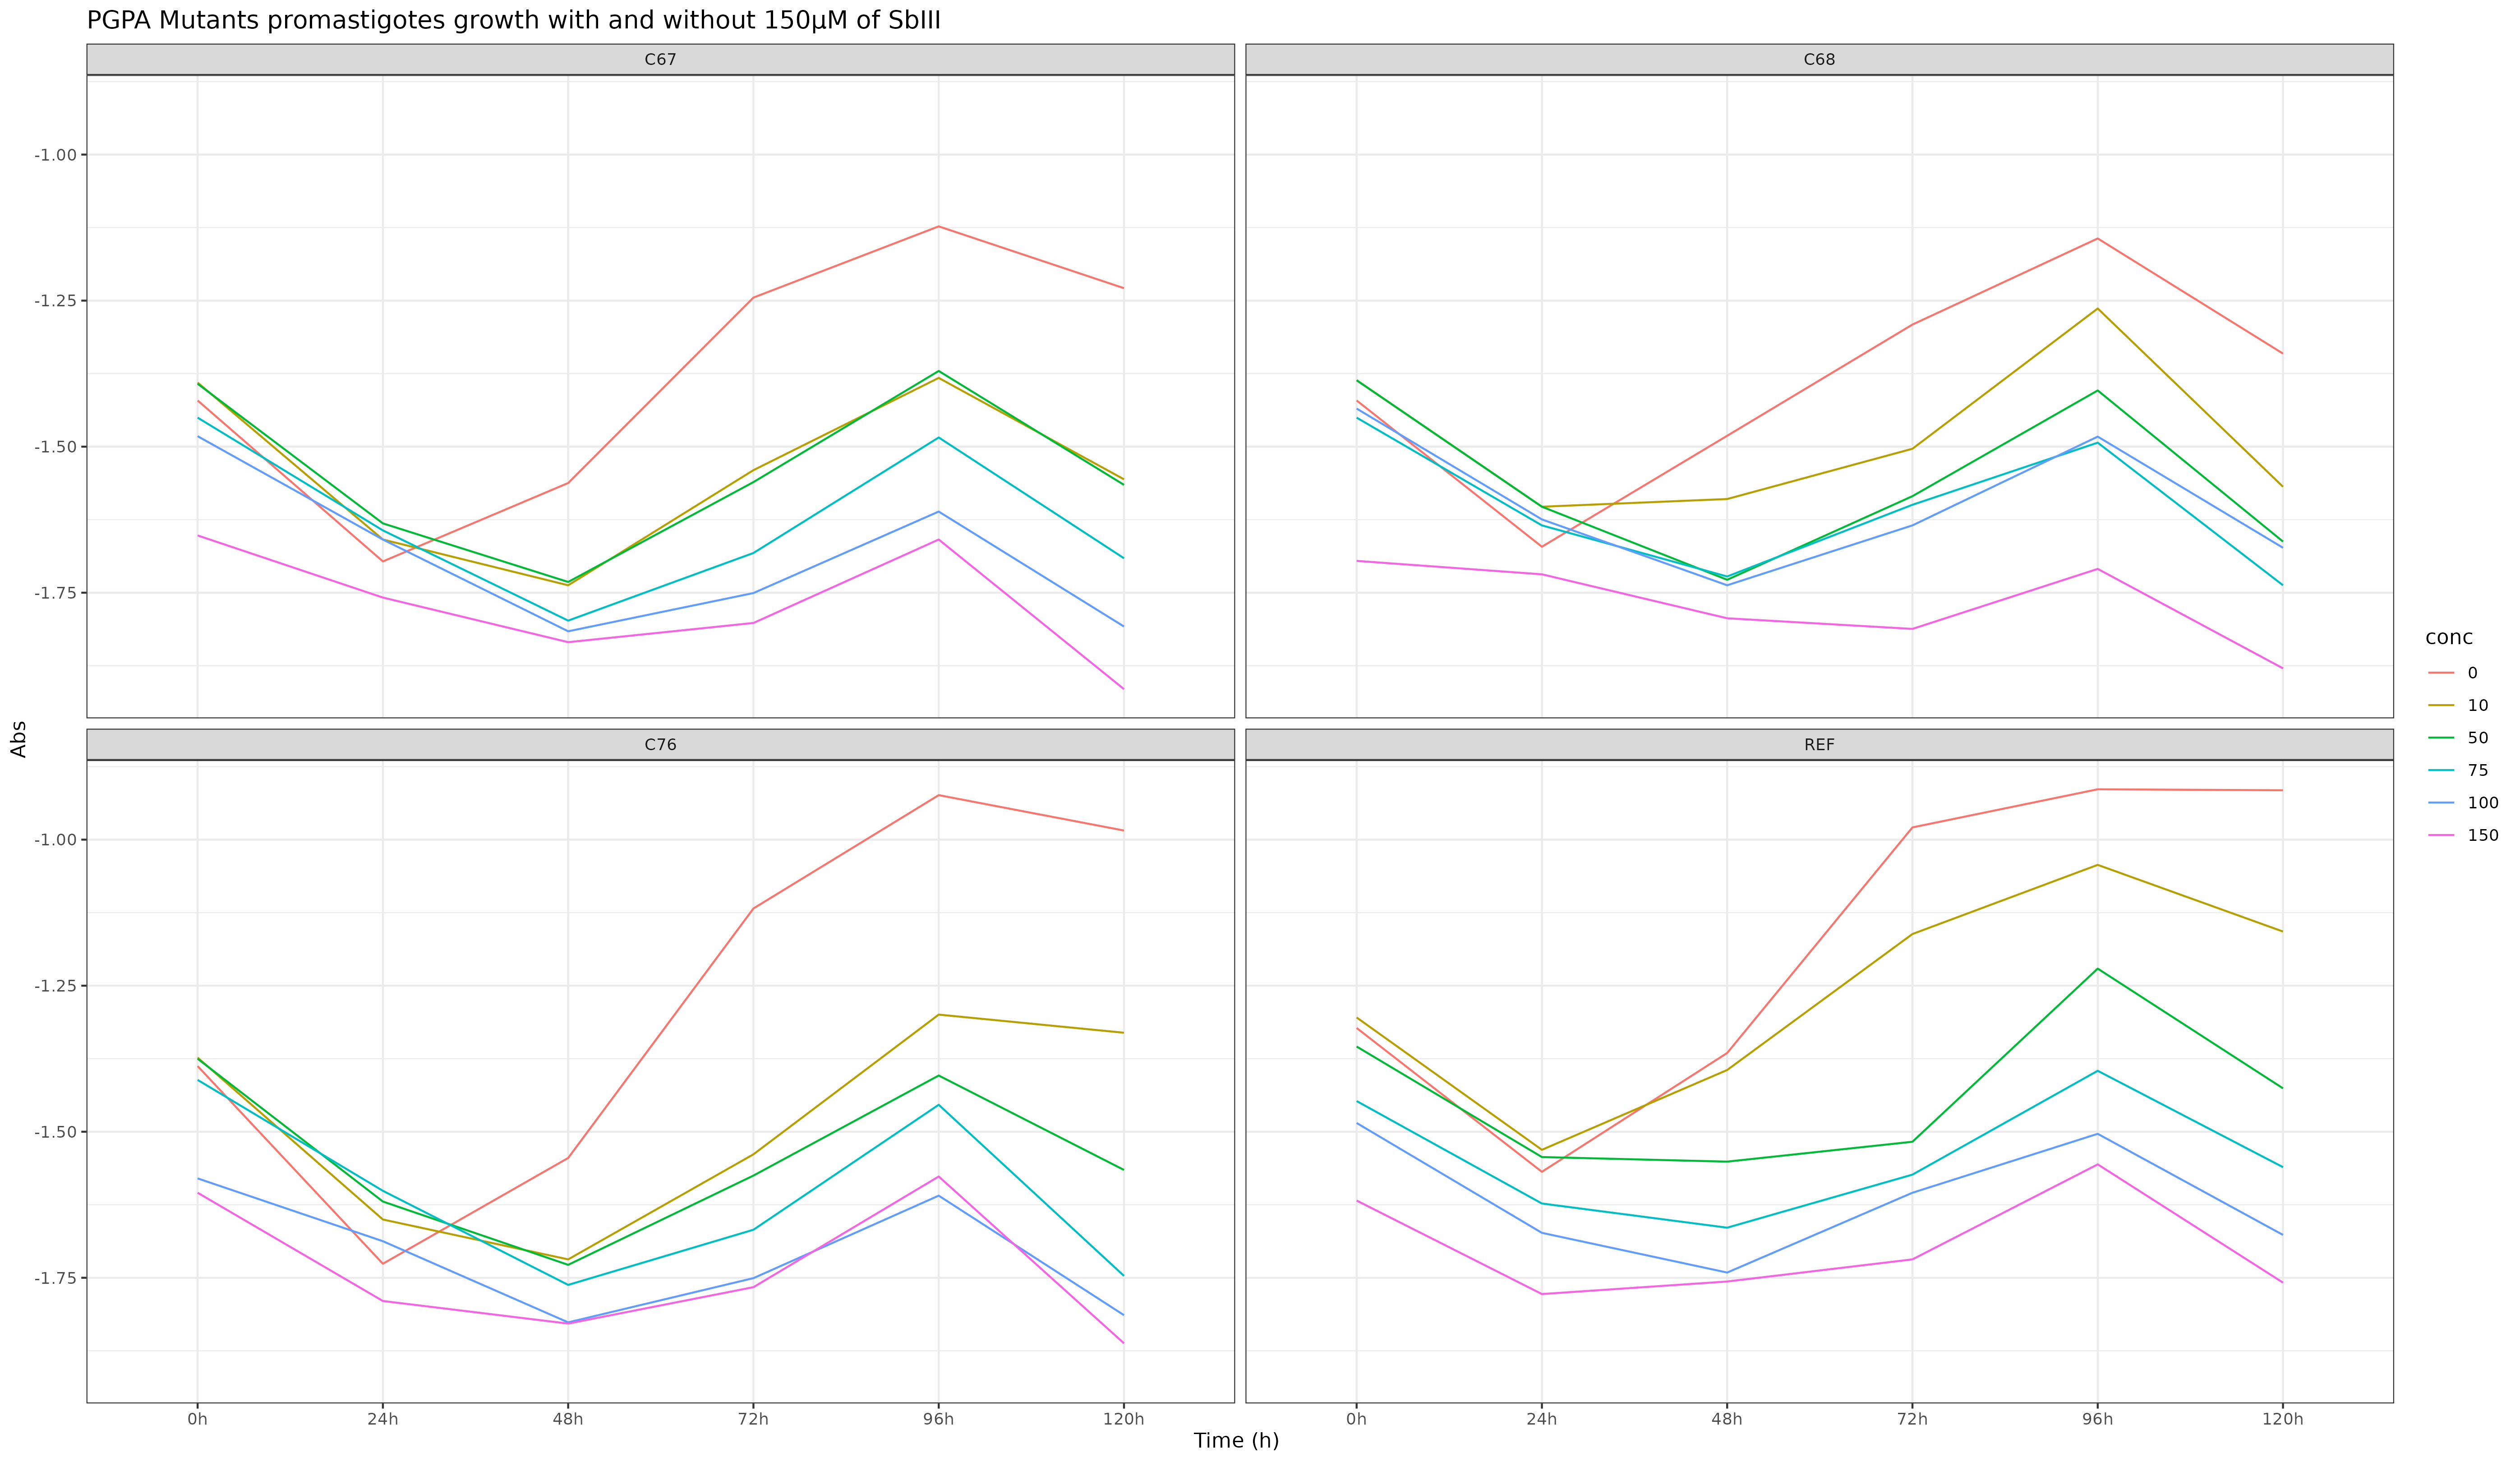 PGPA Mutants promastigotes growth with and without 150µM of SbIII
C67
C68
-1.00
-1.25
-1.50
-1.75
C76
REF
-1.00
-1.25
-1.50
-1.75
Abs
0h 24h 48h 72h 96h 120h
0h 24h 48h 72h 96h 120h
Time (h)
conc
0
10
50
75
100
150